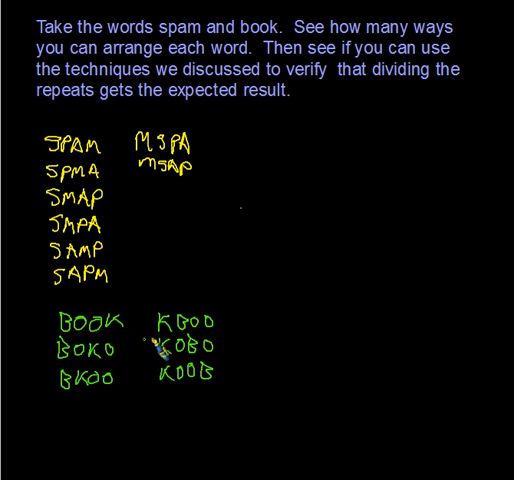 Take the words spam and book.  See how many ways
you can arrange each word.  Then see if you can use
the techniques we discussed to verify  that dividing the
repeats gets the expected result.
SPAM
SPMA
SMAP
SMPA
SAMP
SAPM
MSPA
MSAP
BOOK
BOKO
BKOO
KBOO
KOBO
KOOB